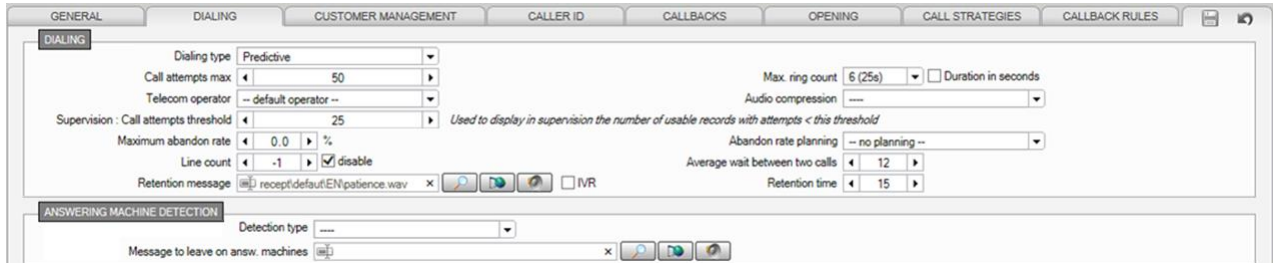 GENERAL DIALING CUSTOMER MANAGEMENT CALLER ID CALLBACKS OPENING CALL STRATEGIES CALLBACK RULES
DIALING
Dialing type Predictive
Call attempts max 50 Max. ring count 6 (25s) Duration in seconds
Telecom operator -- default operator -- Audio compression ----
Supervision : Call attempts threshold 25 Used to display in supervision the number of usable records with attempts < this threshold
Maximum abandon rate 0.0 % Abandon rate planning -- no planning --
Line count -1 disable Average wait between two calls 12
Retention message recept\defaut\EN\patience.wav x IVR Retention time 15
ANSWERING MACHINE DETECTION
Detection type ----
Message to leave on answ. machines x